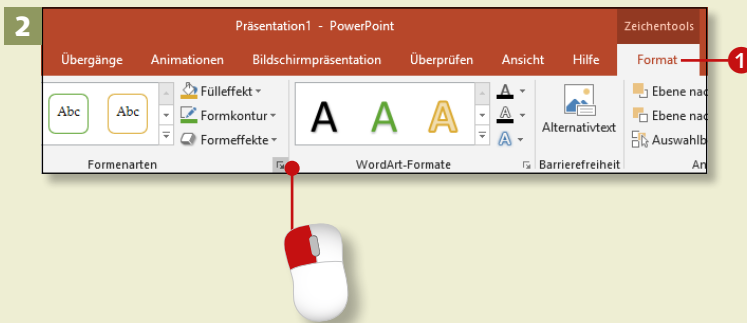 2
Präsentation1 - PowerPoint
Zeichentools
Übergänge Animationen Bildschirmpräsentation Überprüfen Ansicht Hilfe Format
1
Abc Abc
Fülleffekt
Formkontur
Formeffekte
A A A
A
A
A
Alternativtext
Ebene nac
Ebene nac
Auswahlb
Formenarten WordArt-Formate Barrierefreiheit An